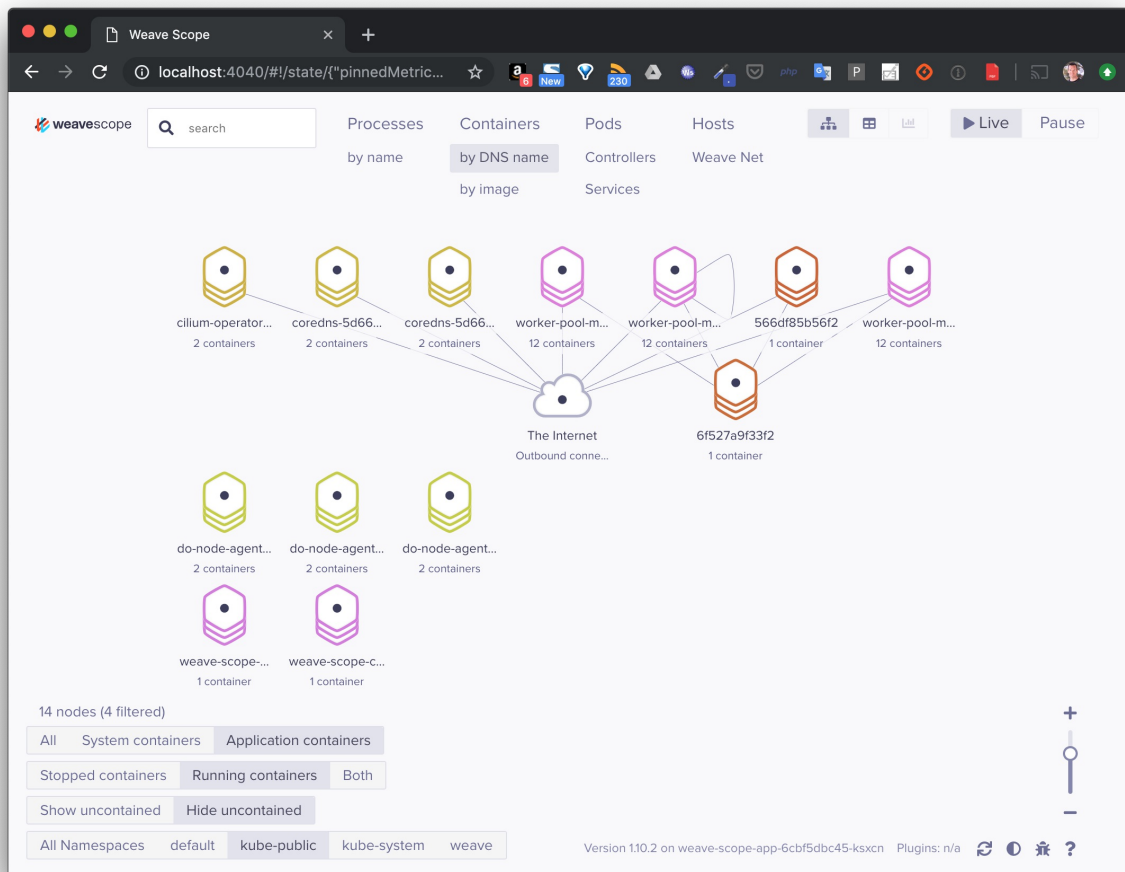 Weave Scope
localhost:4040/#!/state/{"pinnedMetric...
a 6 New 230 Ws php P
weavescope
search
Processes Containers Pods Hosts
Live Pause
by name by DNS name Controllers Weave Net
by image Services
cilium-operator... coredns-5d66... coredns-5d66... worker-pool-m... worker-pool-m... 566df85b56f2 worker-pool-m...
2 containers 2 containers 2 containers 12 containers 12 containers 1 container 12 containers
The Internet 6f527a9f33f2
Outbound conne... 1 container
do-node-agent... do-node-agent... do-node-agent...
2 containers 2 containers 2 containers
weave-scope-... weave-scope-c...
1 container 1 container
14 nodes (4 filtered)
All System containers Application containers
Stopped containers Running containers Both
Show uncontained Hide uncontained
All Namespaces default kube-public kube-system weave
Version 1.10.2 on weave-scope-app-6cbf5dbc45-ksxcn Plugins: n/a ?